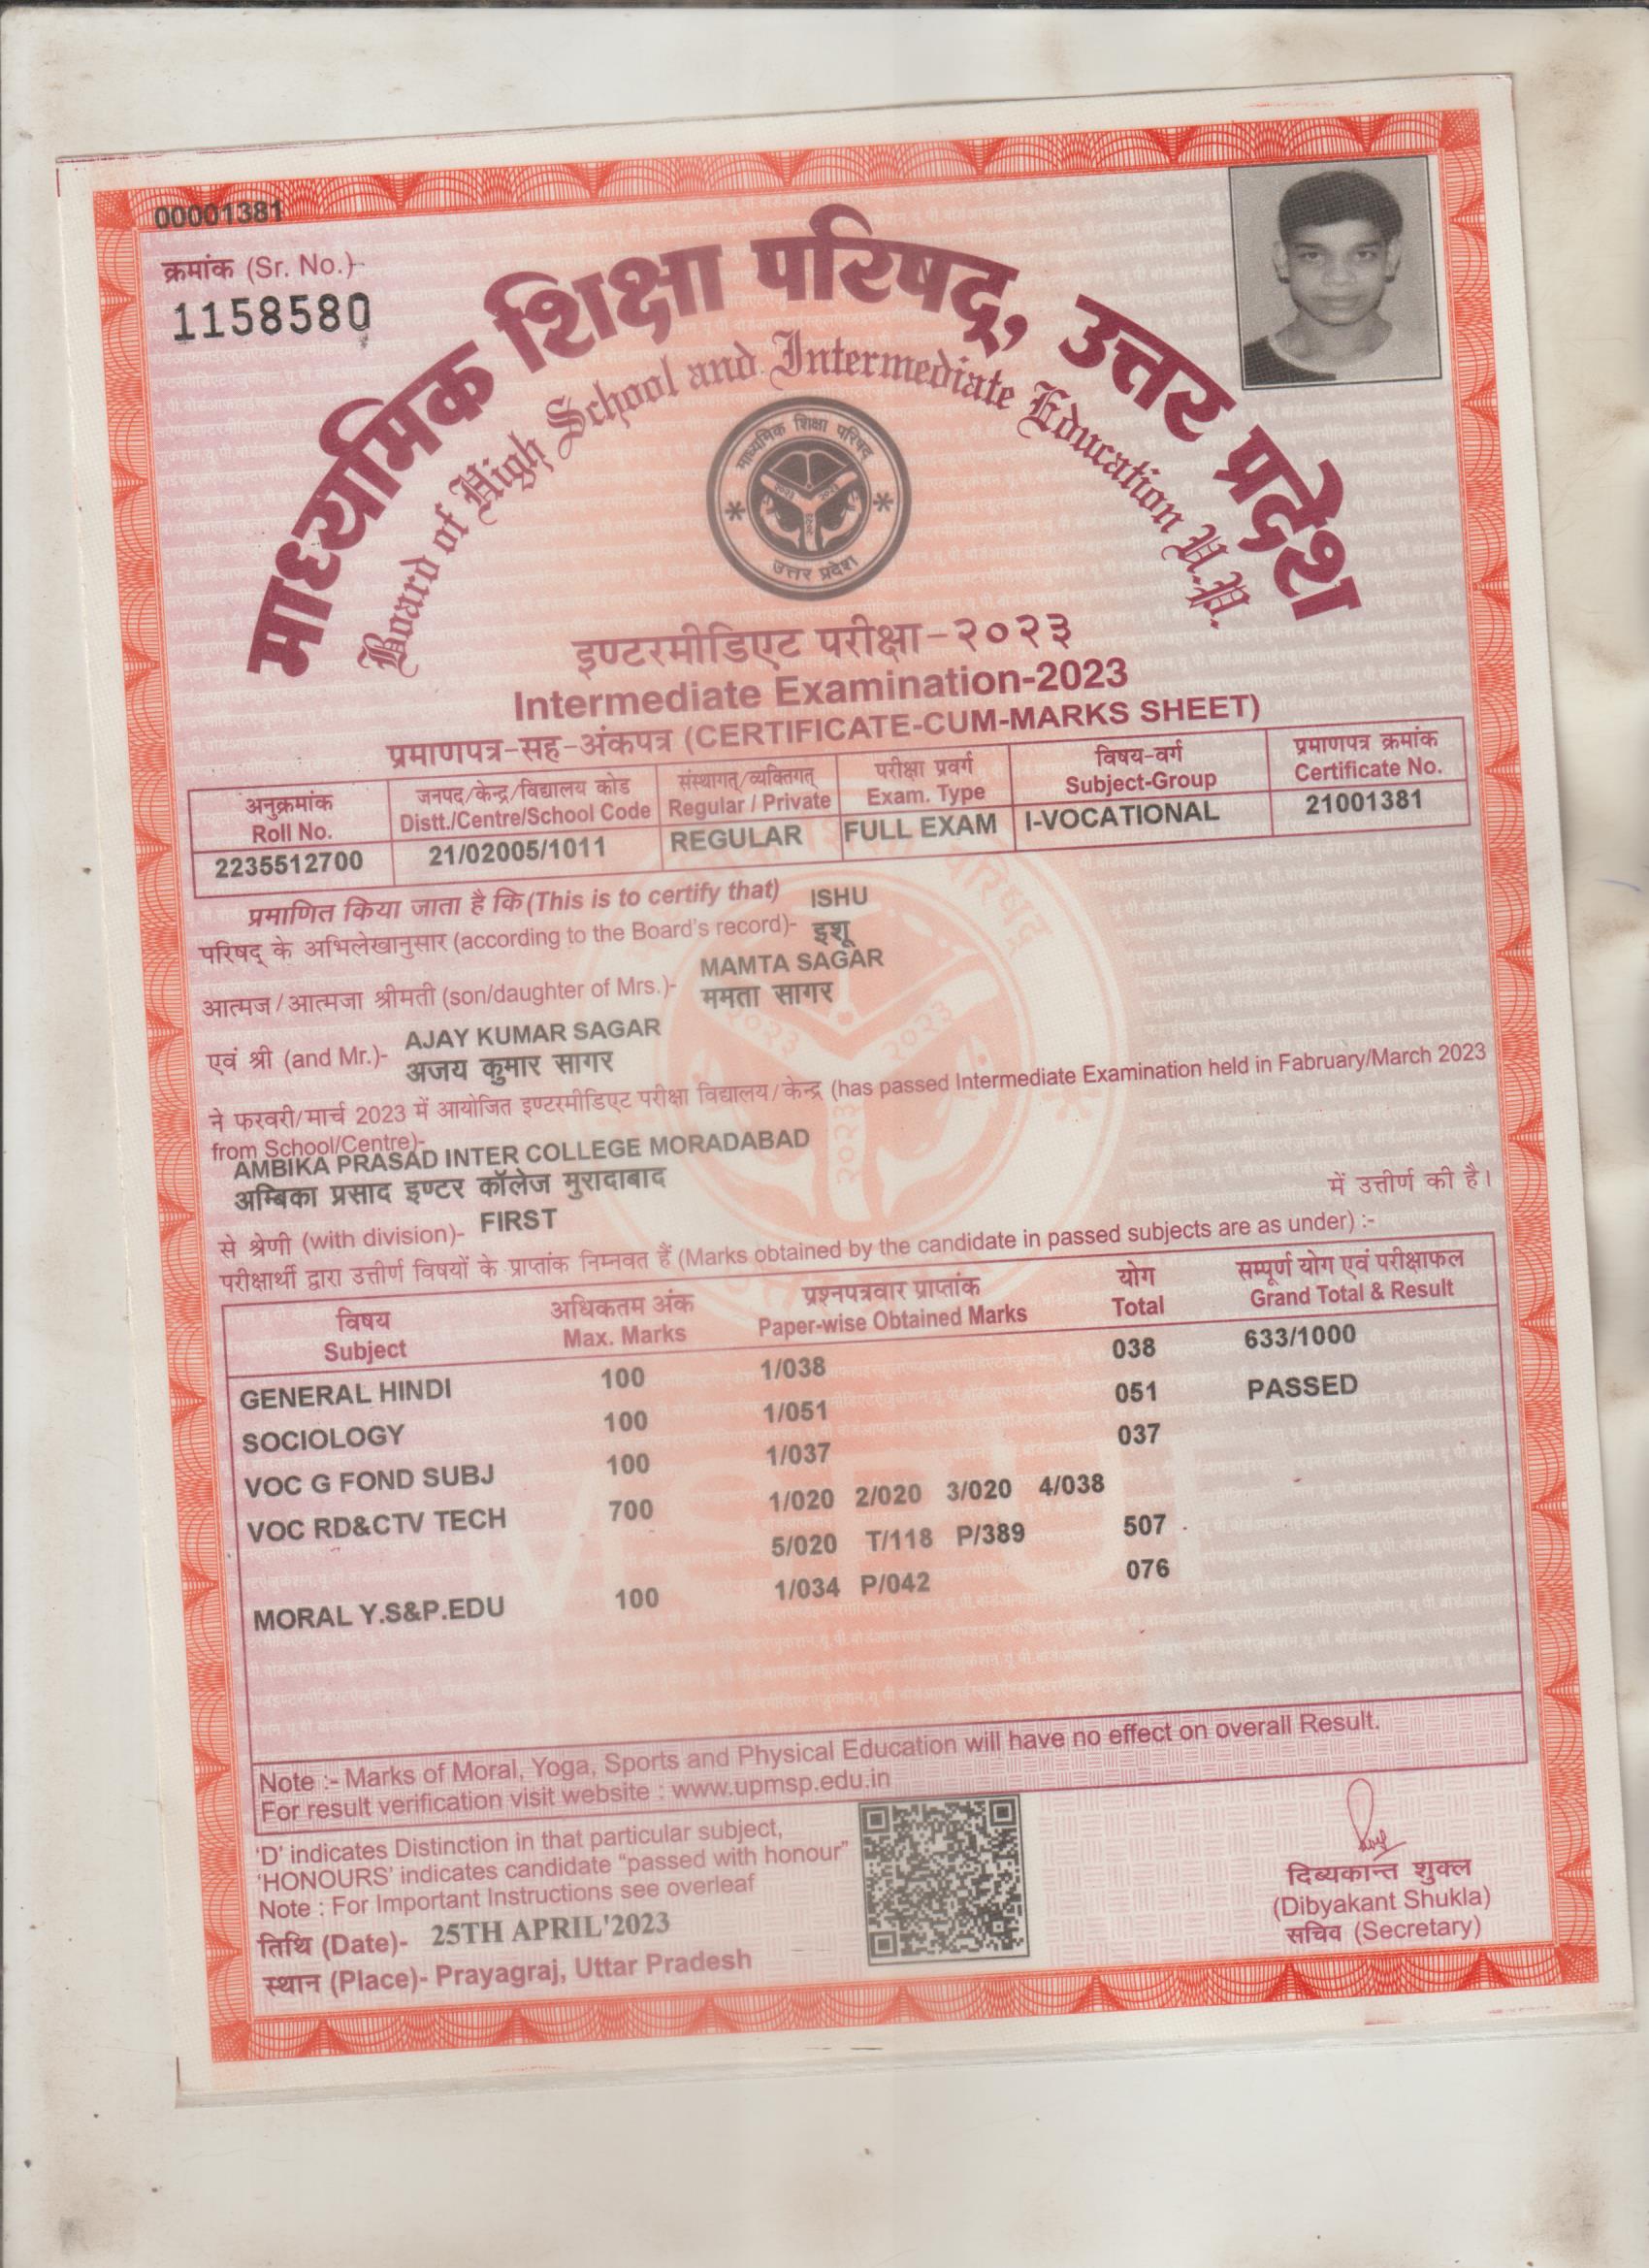 00001381
क्रमांक (Sr. No.)-
1158580
माध्यमिक शिक्षा परिषद्, उत्तर प्रदेश
Board of High School and Intermediate Education U.P.
माध्यमिक शिक्षा परिषद
२०२३ २०२३
२०२३
उत्तर प्रदेश
इण्टरमीडिएट परीक्षा-२०२३
Intermediate Examination-2023
प्रमाणपत्र-सह-अंकपत्र (CERTIFICATE-CUM-MARKS SHEET)
अनुक्रमांक जनपद/केन्द्र/विद्यालय कोड संस्थागत्/व्यक्तिगत् परीक्षा प्रवर्ग विषय-वर्ग प्रमाणपत्र क्रमांक
Roll No. Distt./Centre/School Code Regular / Private Exam. Type Subject-Group Certificate No.
2235512700 21/02005/1011 REGULAR FULL EXAM I-VOCATIONAL 21001381
प्रमाणित किया जाता है कि (This is to certify that) ISHU
परिषद् के अभिलेखानुसार (according to the Board's record)- इशू
MAMTA SAGAR
आत्मज/आत्मजा श्रीमती (son/daughter of Mrs.)- ममता सागर
AJAY KUMAR SAGAR
एवं श्री (and Mr.)- अजय कुमार सागर
ने फरवरी/मार्च 2023 में आयोजित इण्टरमीडिएट परीक्षा विद्यालय/केन्द्र (has passed Intermediate Examination held in Fabruary/March 2023
from School/Centre)-
AMBIKA PRASAD INTER COLLEGE MORADABAD
अम्बिका प्रसाद इण्टर कॉलेज मुरादाबाद में उत्तीर्ण की है।
से श्रेणी (with division)- FIRST
परीक्षार्थी द्वारा उत्तीर्ण विषयों के प्राप्तांक निम्नवत हैं (Marks obtained by the candidate in passed subjects are as under) :-
विषय अधिकतम अंक प्रश्नपत्रवार प्राप्तांक योग सम्पूर्ण योग एवं परीक्षाफल
Subject Max. Marks Paper-wise Obtained Marks Total Grand Total & Result
GENERAL HINDI 100 1/038 038 633/1000
SOCIOLOGY 100 1/051 051 PASSED
VOC G FOND SUBJ 100 1/037 037
VOC RD&CTV TECH 700 1/020 2/020 3/020 4/038
5/020 T/118 P/389 507
MORAL Y.S&P.EDU 100 1/034 P/042 076
Note :- Marks of Moral, Yoga, Sports and Physical Education will have no effect on overall Result.
For result verification visit website : www.upmsp.edu.in
'D' indicates Distinction in that particular subject,
'HONOURS' indicates candidate "passed with honour"
Note : For Important Instructions see overleaf
तिथि (Date)- 25TH APRIL'2023
स्थान (Place)- Prayagraj, Uttar Pradesh
दिब्यकान्त शुक्ल
(Dibyakant Shukla)
सचिव (Secretary)